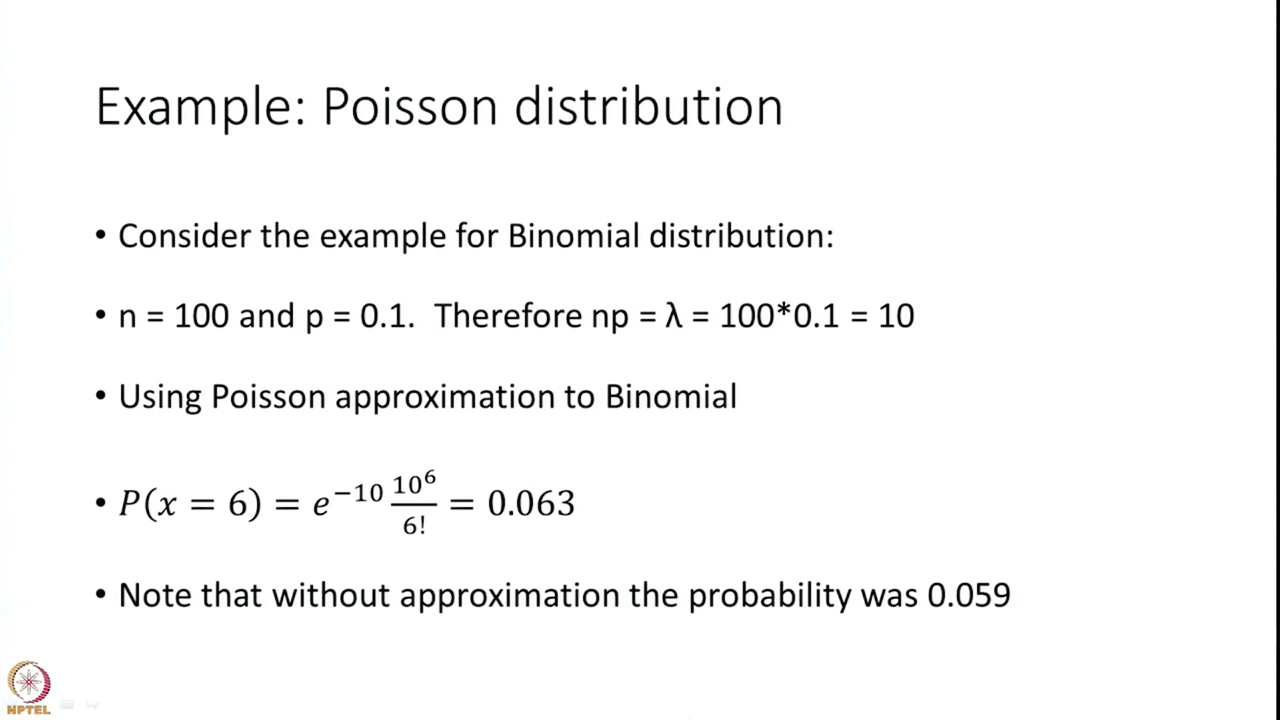 Example: Poisson distribution
• Consider the example for Binomial distribution:
• n = 100 and p = 0.1. Therefore np = λ = 100*0.1 = 10
• Using Poisson approximation to Binomial
• P(x = 6) = e^{-10} \frac{10^6}{6!} = 0.063
• Note that without approximation the probability was 0.059
NPTEL